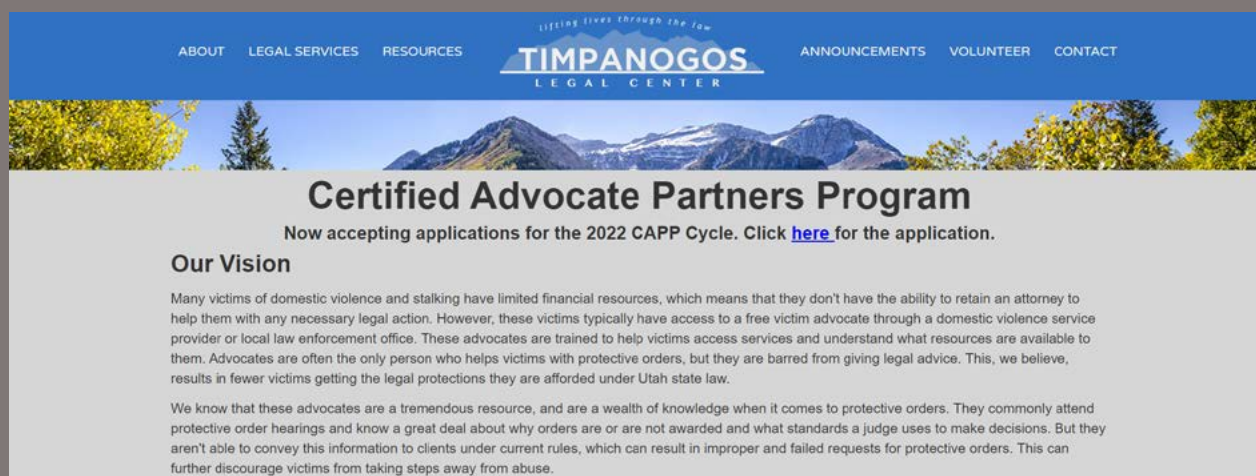 lifting lives through the law
ABOUT LEGAL SERVICES RESOURCES TIMPANOGOS ANNOUNCEMENTS VOLUNTEER CONTACT
LEGAL CENTER
Certified Advocate Partners Program
Now accepting applications for the 2022 CAPP Cycle. Click here for the application.
Our Vision
Many victims of domestic violence and stalking have limited financial resources, which means that they don't have the ability to retain an attorney to
help them with any necessary legal action. However, these victims typically have access to a free victim advocate through a domestic violence service
provider or local law enforcement office. These advocates are trained to help victims access services and understand what resources are available to
them. Advocates are often the only person who helps victims with protective orders, but they are barred from giving legal advice. This, we believe,
results in fewer victims getting the legal protections they are afforded under Utah state law.
We know that these advocates are a tremendous resource, and are a wealth of knowledge when it comes to protective orders. They commonly attend
protective order hearings and know a great deal about why orders are or are not awarded and what standards a judge uses to make decisions. But they
aren't able to convey this information to clients under current rules, which can result in improper and failed requests for protective orders. This can
further discourage victims from taking steps away from abuse.